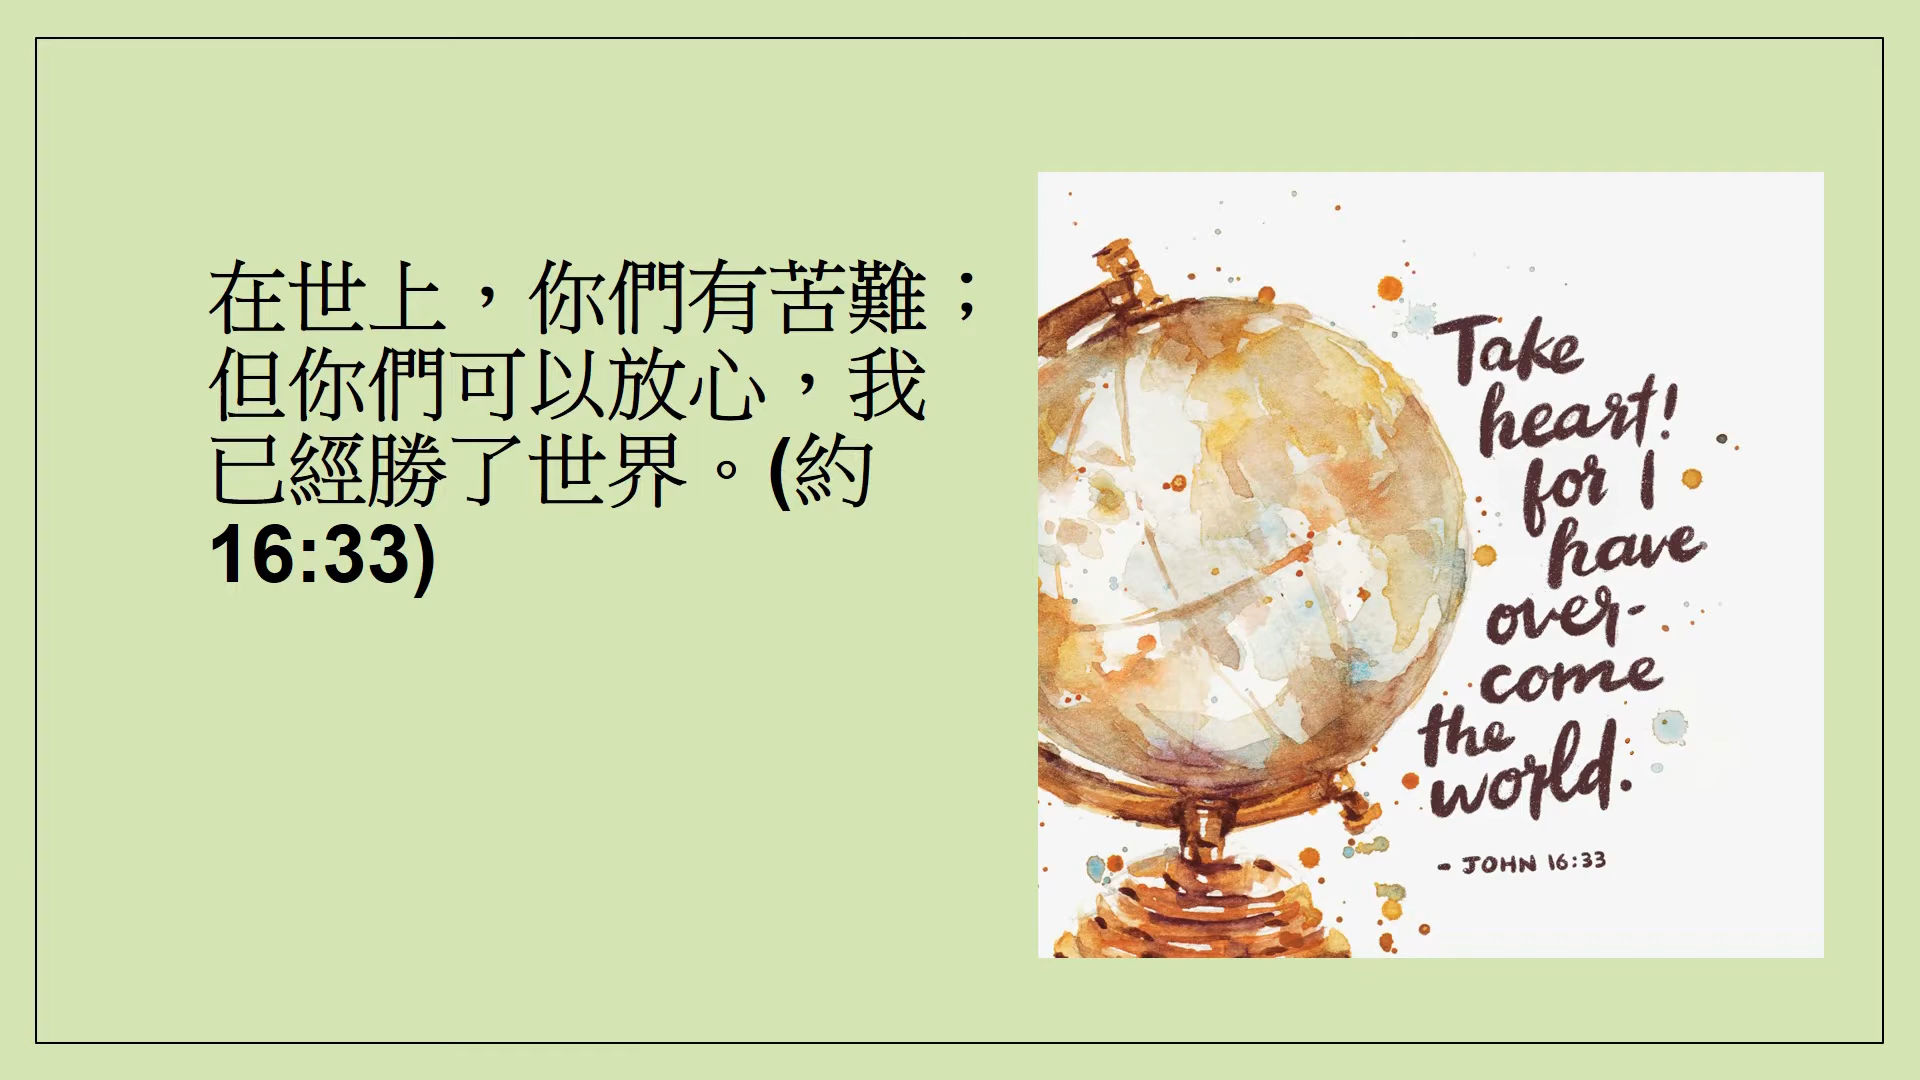 在世上，你們有苦難；
但你們可以放心，我
已經勝了世界。(約
16:33)
Take
heart!
for I
have
over-
come
the
world.
- JOHN 16:33